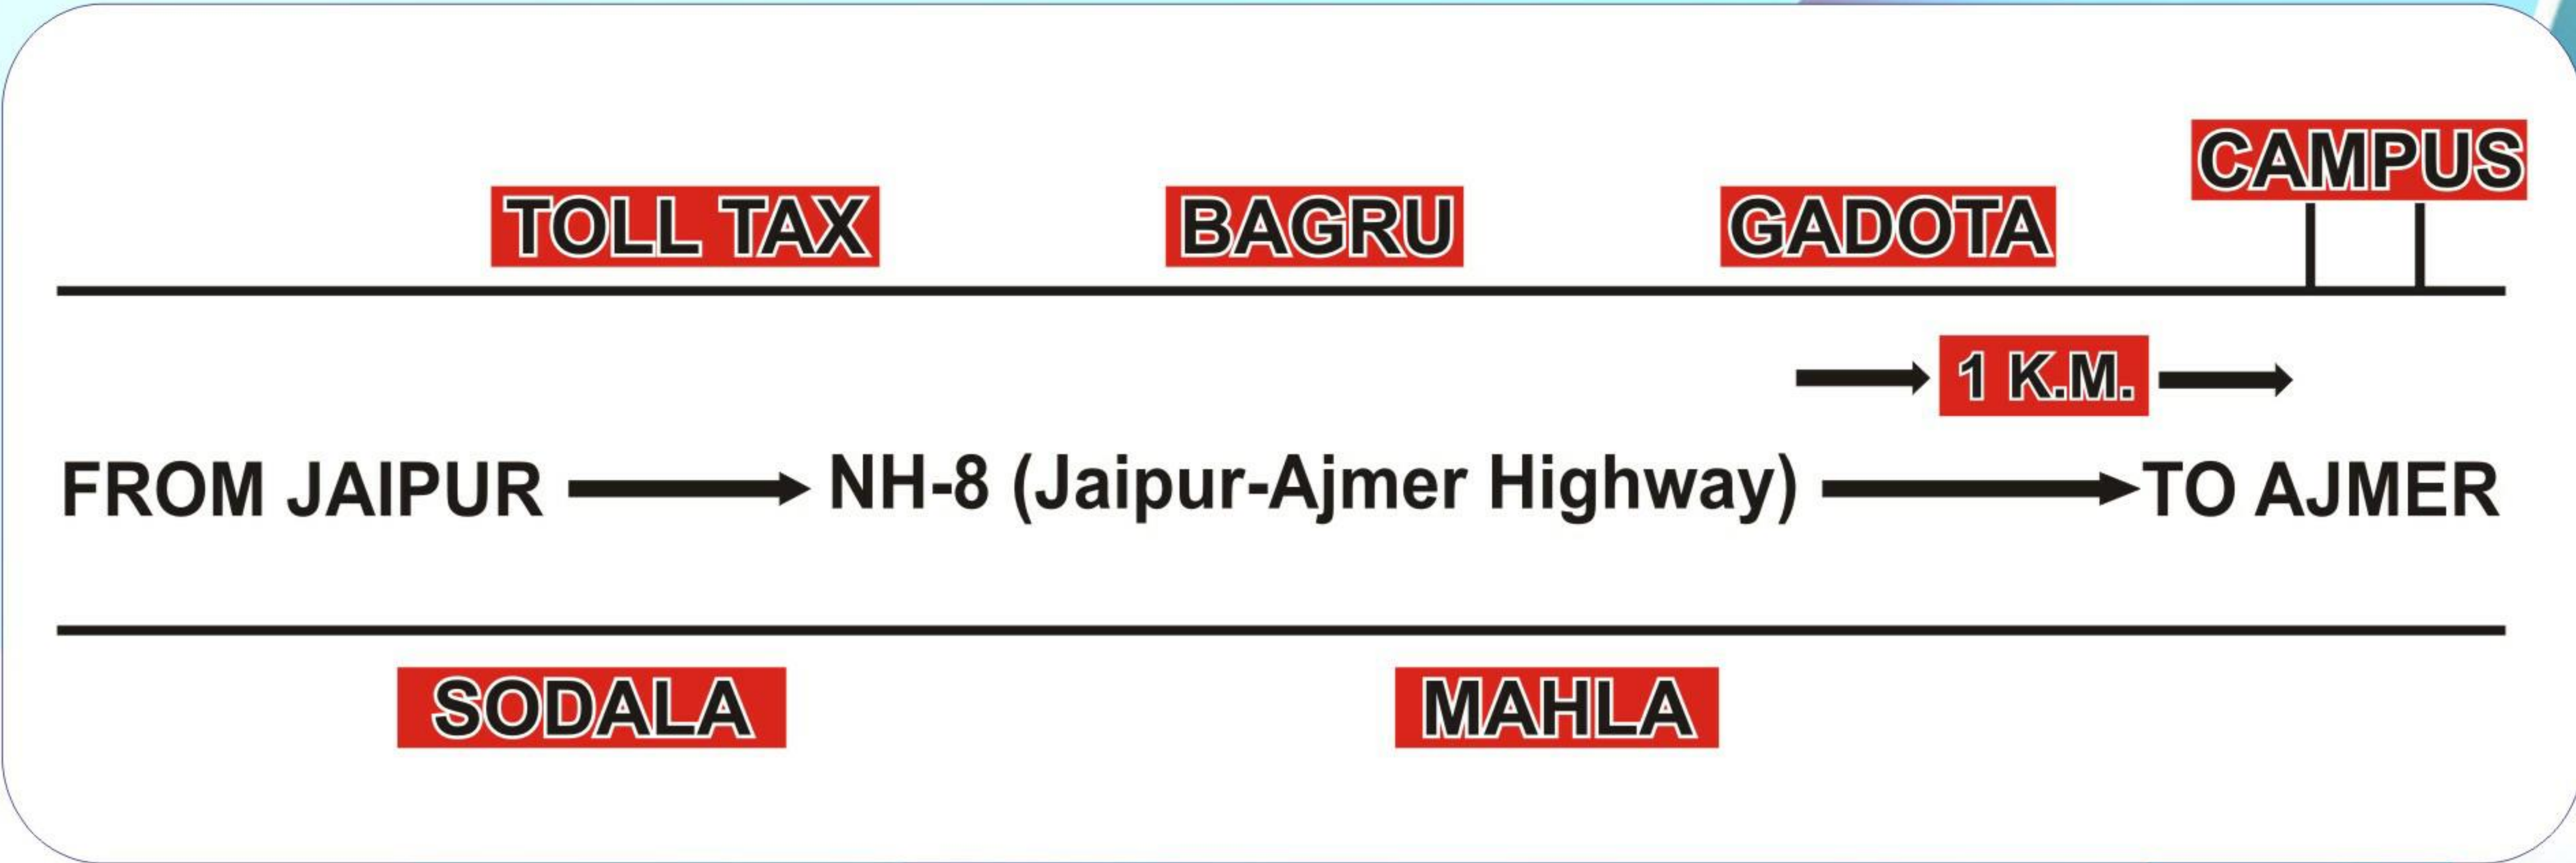 CAMPUS
TOLL TAX BAGRU GADOTA
1 K.M.
FROM JAIPUR NH-8 (Jaipur-Ajmer Highway) TO AJMER
SODALA MAHLA